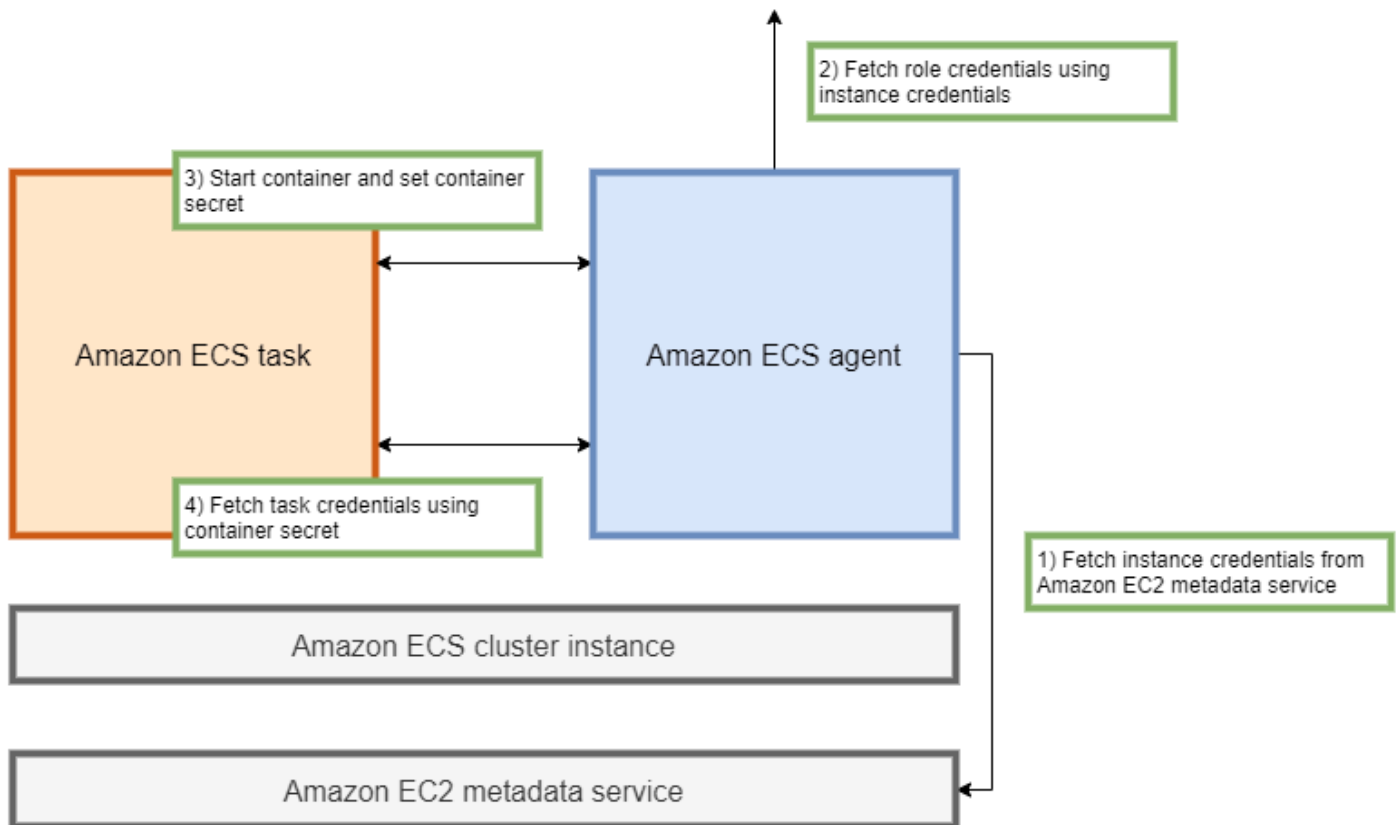 2) Fetch role credentials using
instance credentials
3) Start container and set container
secret
Amazon ECS task
Amazon ECS agent
4) Fetch task credentials using
container secret
1) Fetch instance credentials from
Amazon EC2 metadata service
Amazon ECS cluster instance
Amazon EC2 metadata service